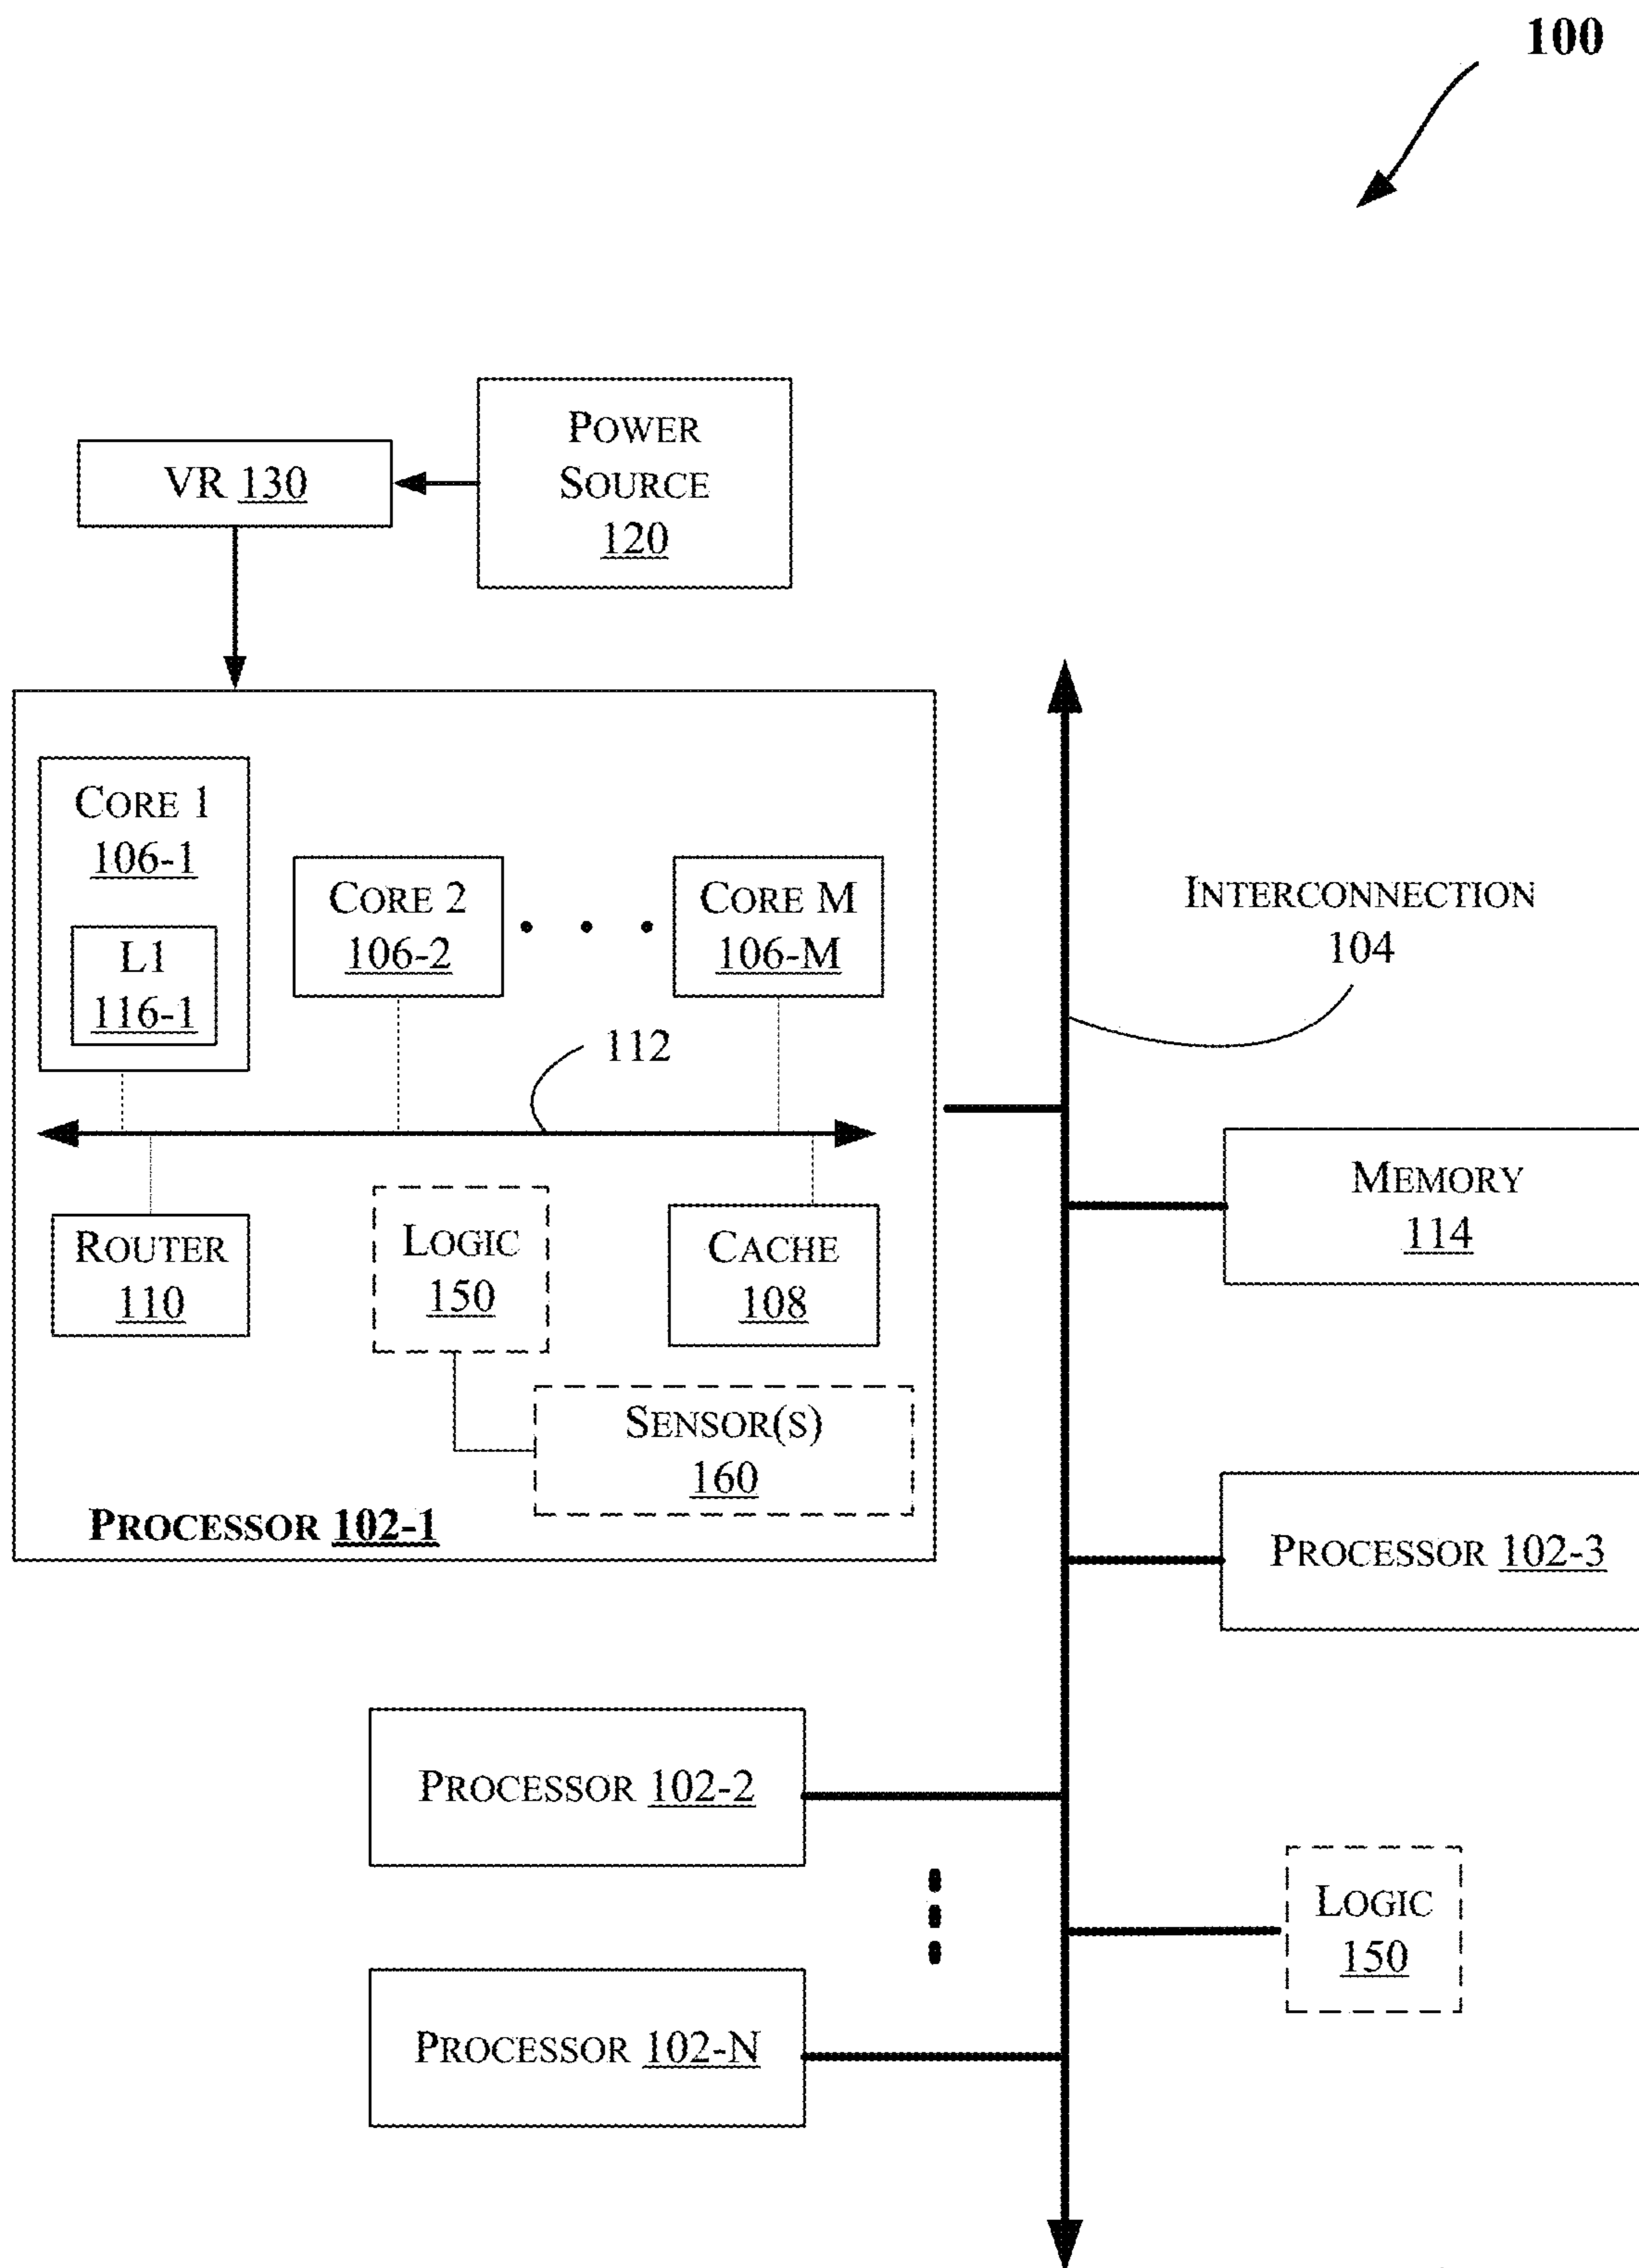 100
POWER
SOURCE
120
VR 130
CORE 1
106-1
L1
116-1
CORE 2
106-2
CORE M
106-M
112
ROUTER
110
LOGIC
150
CACHE
108
SENSOR(S)
160
PROCESSOR 102-1
INTERCONNECTION
104
MEMORY
114
PROCESSOR 102-3
PROCESSOR 102-2
LOGIC
150
PROCESSOR 102-N